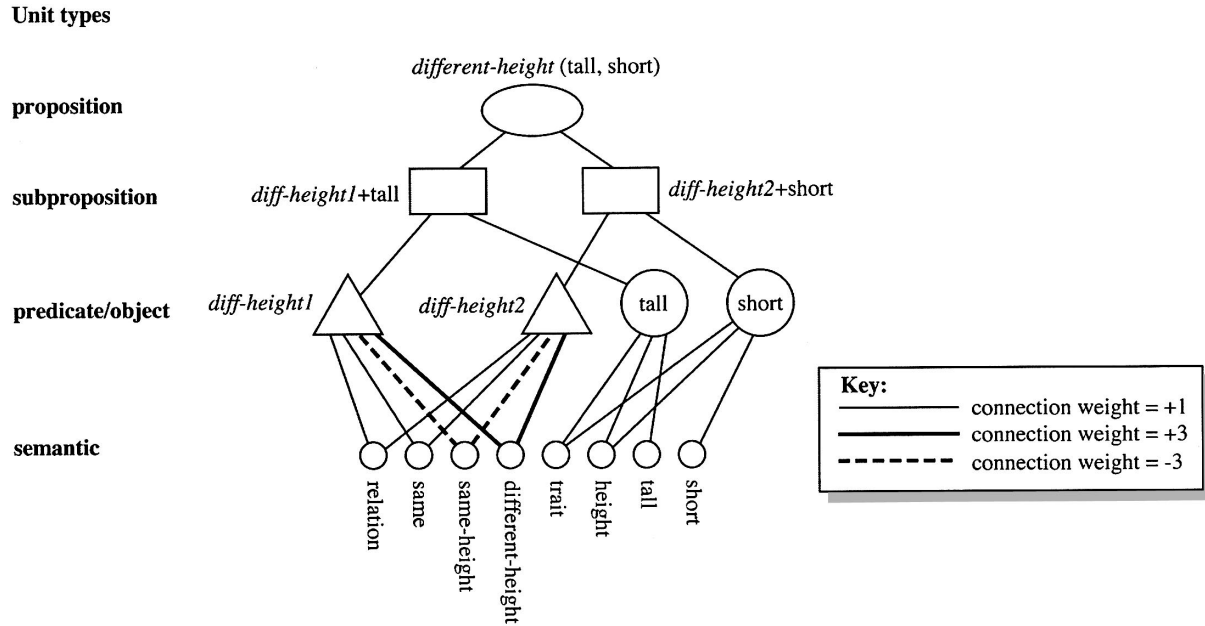 Unit types
different-height (tall, short)
proposition
subproposition
diff-height1+tall
diff-height2+short
predicate/object
diff-height1
diff-height2
tall
short
semantic
relation
same
same-height
different-height
trait
height
tall
short
Key:
connection weight = +1
connection weight = +3
connection weight = -3